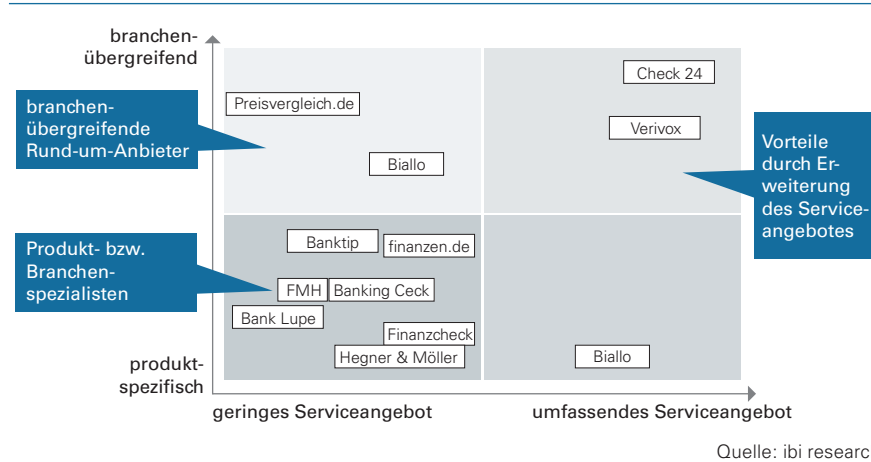 branchen-
übergreifend
branchen-
übergreifende
Rund-um-Anbieter
Preisvergleich.de
Biallo
Check 24
Verivox
Vorteile
durch Er-
weiterung
des Service-
angebotes
Produkt- bzw.
Branchen-
spezialisten
Banktip
finanzen.de
FMH
Banking Ceck
Bank Lupe
Finanzcheck
Hegner & Möller
Biallo
produkt-
spezifisch
geringes Serviceangebot
umfassendes Serviceangebot
Quelle: ibi researc